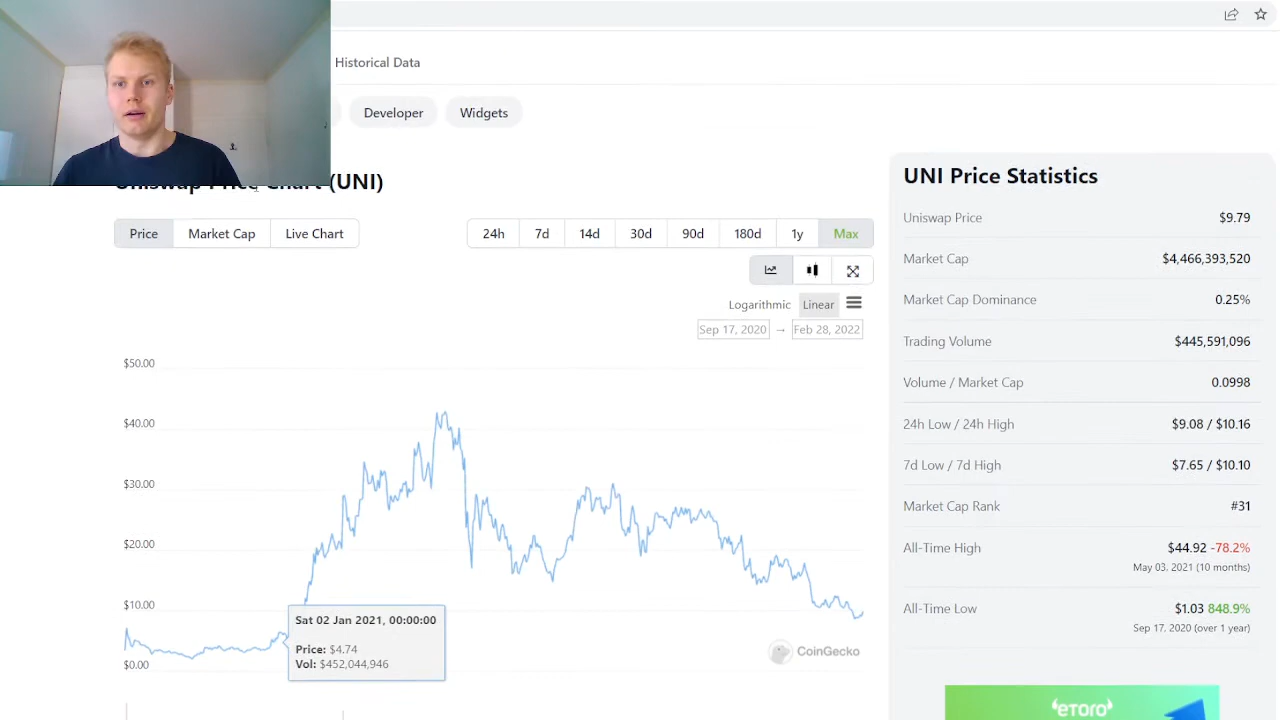 Historical Data
Developer
Widgets
Uniswap Price Chart (UNI)
Price
Market Cap
Live Chart
24h
7d
14d
30d
90d
180d
1y
Max
Logarithmic
Linear
Sep 17, 2020 → Feb 28, 2022
$50.00
$40.00
$30.00
$20.00
$10.00
$0.00
Sat 02 Jan 2021, 00:00:00
Price: $4.74
Vol: $452,044,946
CoinGecko
UNI Price Statistics
Uniswap Price $9.79
Market Cap $4,466,393,520
Market Cap Dominance 0.25%
Trading Volume $445,591,096
Volume / Market Cap 0.0998
24h Low / 24h High $9.08 / $10.16
7d Low / 7d High $7.65 / $10.10
Market Cap Rank #31
All-Time High $44.92 -78.2%
May 03, 2021 (10 months)
All-Time Low $1.03 848.9%
Sep 17, 2020 (over 1 year)
eToro